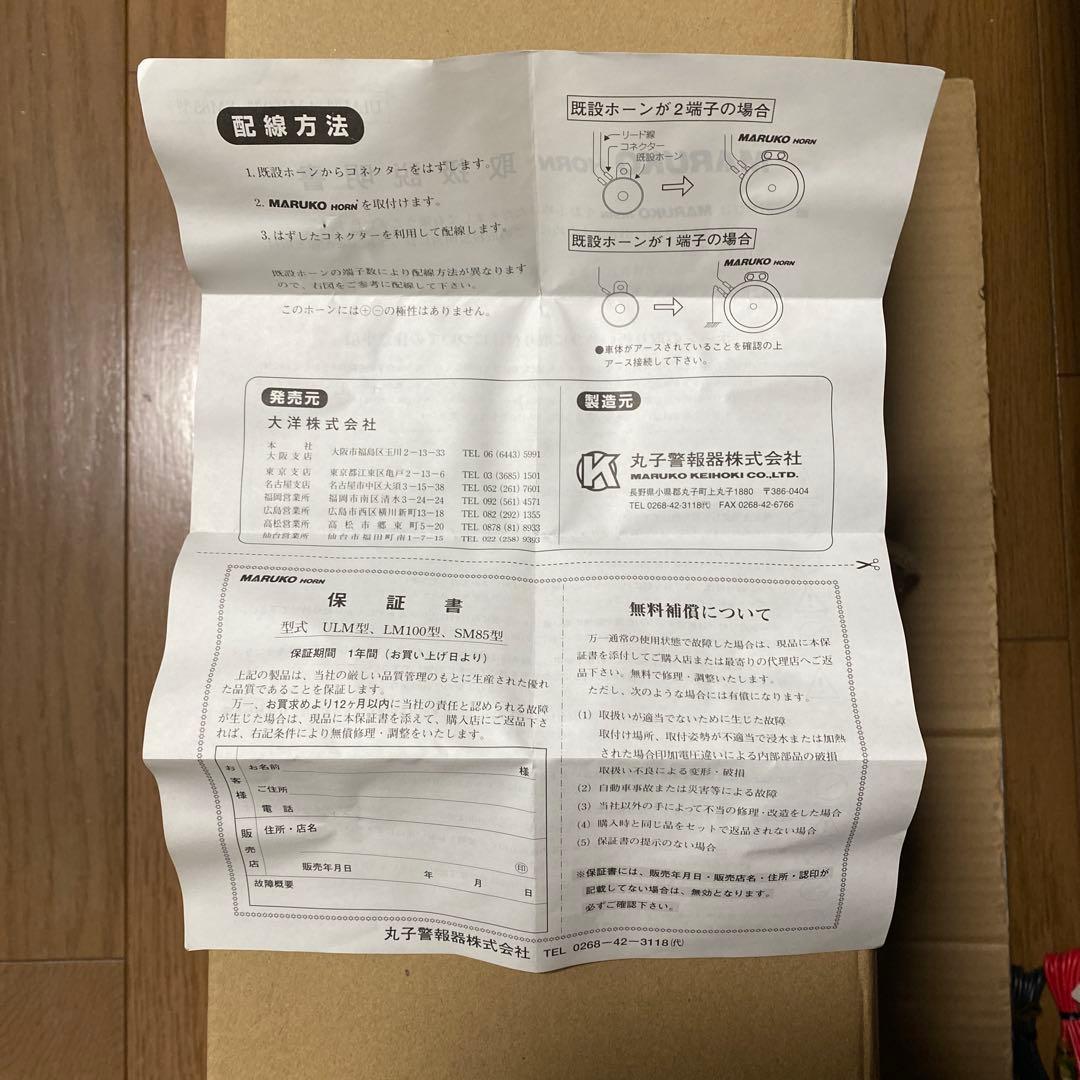 配線方法
1. 既設ホーンからコネクターをはずします。
2. MARUKO HORNを取付けます。
3. はずしたコネクターを利用して配線します。
既設ホーンの端子数により配線方法が異なります
ので、右図をご参考に配線して下さい。
このホーンには⊕⊖の極性はありません。
既設ホーンが2端子の場合
リード線
コネクター
既設ホーン
MARUKO HORN
既設ホーンが1端子の場合
MARUKO HORN
●車体がアースされていることを確認の上
アース接続して下さい。
発売元
大洋株式会社
本社
大阪支店 大阪市福島区玉川2-13-33 TEL 06 (6443) 5991
東京支店 東京都江東区亀戸2-13-6 TEL 03 (3685) 1501
名古屋支店 名古屋市中区大須3-15-38 TEL 052 (261) 7601
福岡営業所 福岡市南区清水3-24-24 TEL 092 (561) 4571
広島営業所 広島市西区横川新町13-18 TEL 082 (292) 1355
高松営業所 高松市郷東町5-20 TEL 0878 (81) 8933
仙台営業所 仙台市福田町南1-7-15 TEL 022 (258) 9393
製造元
K
丸子警報器株式会社
MARUKO KEIHOKI CO.,LTD.
長野県小県郡丸子町上丸子1880 〒386-0404
TEL 0268-42-3118㈹ FAX 0268-42-6766
MARUKO HORN
保証書
型式 ULM型、LM100型、SM85型
保証期間 1年間(お買い上げ日より)
上記の製品は、当社の厳しい品質管理のもとに生産された優れ
た品質であることを保証します。
万一、お買求めより12ヶ月以内に当社の責任と認められる故障
が生じた場合は、現品に本保証書を添えて、購入店にご返品下さ
れば、右記条件により無償修理・調整をいたします。
お客様
お名前 様
ご住所
電話
販売店
住所・店名
印
販売年月日 年 月 日
故障概要
無料補償について
万一通常の使用状態で故障した場合は、現品に本保
証書を添付してご購入店または最寄りの代理店へご返
品下さい。無料で修理・調整いたします。
ただし、次のような場合には有償になります。
(1) 取扱いが適当でないために生じた故障
取付け場所、取付姿勢が不適当で浸水または加熱
された場合印加電圧違いによる内部部品の破損
取扱い不良による変形・破損
(2) 自動車事故または災害等による故障
(3) 当社以外の手によって不当の修理・改造をした場合
(4) 購入時と同じ品をセットで返品されない場合
(5) 保証書の提示のない場合
※保証書には、販売年月日・販売店名・住所・認印が
記載してない場合は、無効となります。
必ずご確認下さい。
丸子警報器株式会社 TEL 0268-42-3118㈹